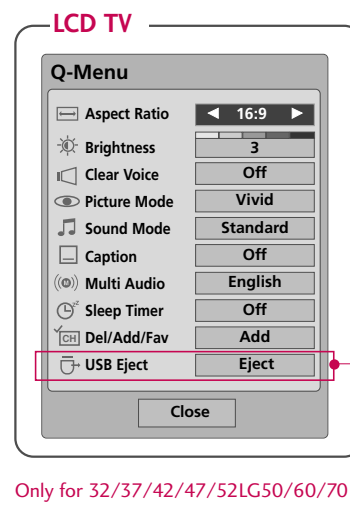 LCD TV
Q-Menu
Aspect Ratio ◄ 16:9 ►
Brightness 3
Clear Voice Off
Picture Mode Vivid
Sound Mode Standard
Caption Off
Multi Audio English
Sleep Timer Off
Del/Add/Fav Add
USB Eject Eject
Close
Only for 32/37/42/47/52LG50/60/70